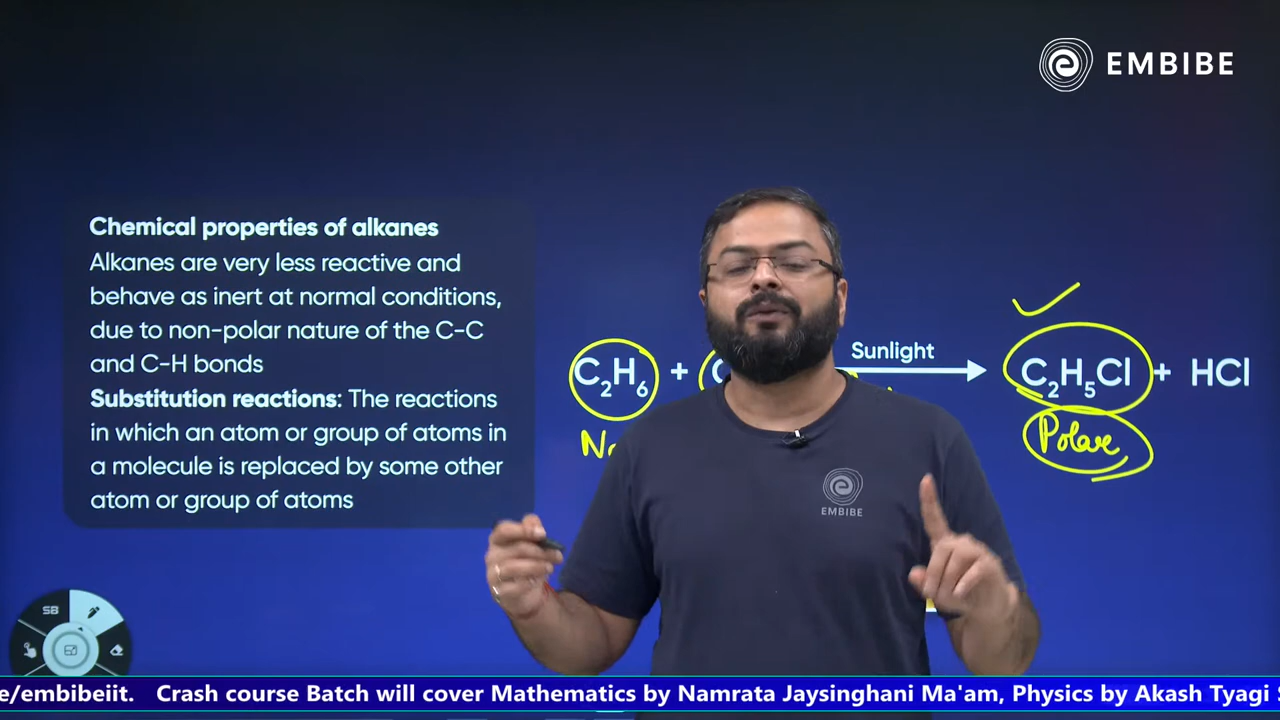 EMBIBE
Chemical properties of alkanes
Alkanes are very less reactive and
behave as inert at normal conditions,
due to non-polar nature of the C-C
and C-H bonds
Substitution reactions: The reactions
in which an atom or group of atoms in
a molecule is replaced by some other
atom or group of atoms
C₂H₆ + Sunlight C₂H₅Cl + HCl
Polar
EMBIBE
SB
e/embibeiit. Crash course Batch will cover Mathematics by Namrata Jaysinghani Ma'am, Physics by Akash Tyagi S